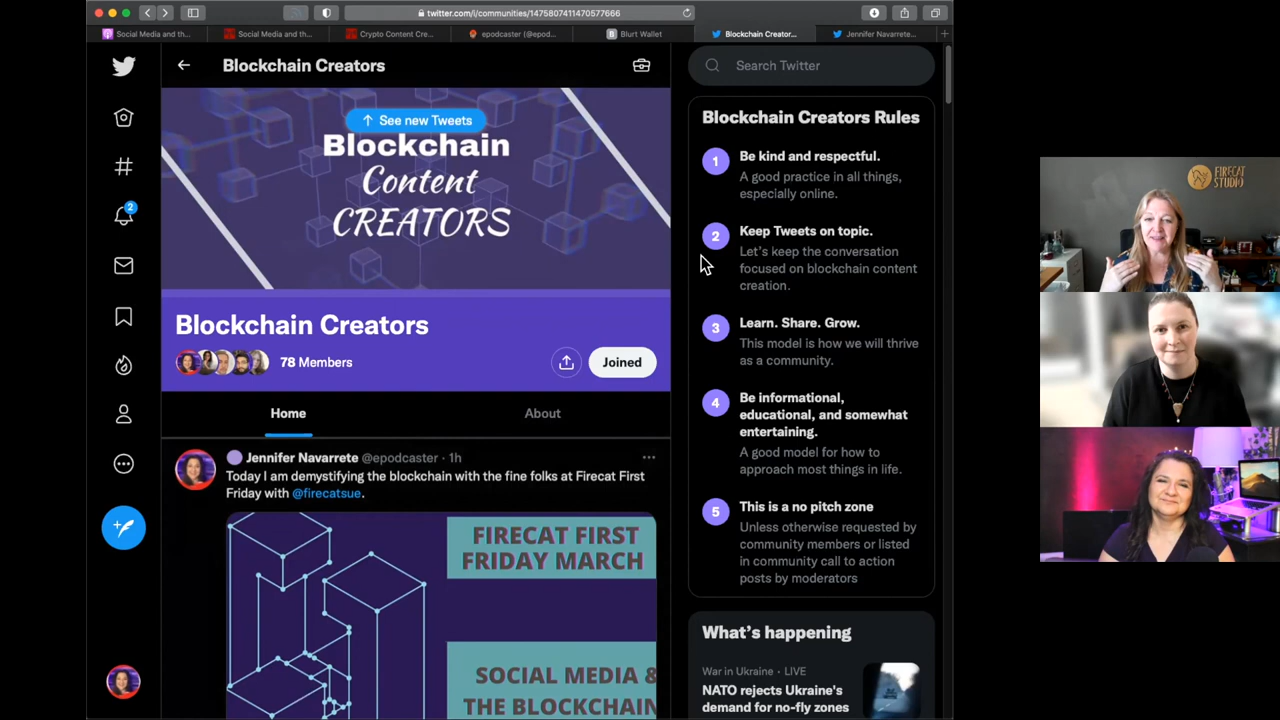 twitter.com/i/communities/1475807411470577666
Social Media and th...
Social Media and th...
Crypto Content Cre...
epodcaster (@epod...
Blurt Wallet
Blockchain Creator...
Jennifer Navarrete...
Blockchain Creators
See new Tweets
Blockchain
Content
CREATORS
Blockchain Creators
78 Members
Joined
Home
About
Jennifer Navarrete @epodcaster · 1h
Today I am demystifying the blockchain with the fine folks at Firecat First
Friday with @firecatsue.
FIRECAT FIRST
FRIDAY MARCH
SOCIAL MEDIA &
THE BLOCKCHAIN
2
Search Twitter
Blockchain Creators Rules
1
Be kind and respectful.
A good practice in all things,
especially online.
2
Keep Tweets on topic.
Let's keep the conversation
focused on blockchain content
creation.
3
Learn. Share. Grow.
This model is how we will thrive
as a community.
4
Be informational,
educational, and somewhat
entertaining.
A good model for how to
approach most things in life.
5
This is a no pitch zone
Unless otherwise requested by
community members or listed
in community call to action
posts by moderators
What's happening
War in Ukraine · LIVE
NATO rejects Ukraine's
demand for no-fly zones
FIRECAT
STUDIO